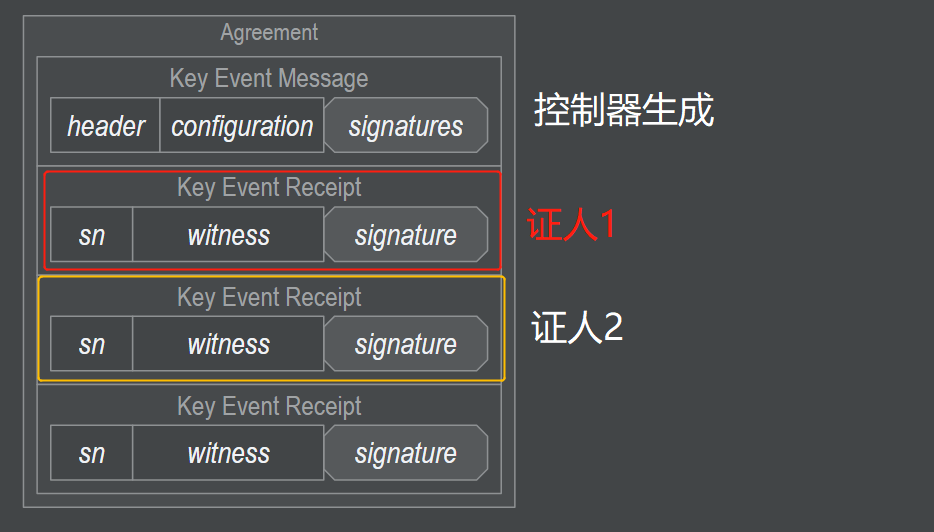 Agreement
Key Event Message
header configuration signatures
控制器生成
Key Event Receipt
sn witness signature
证人1
Key Event Receipt
sn witness signature
证人2
Key Event Receipt
sn witness signature